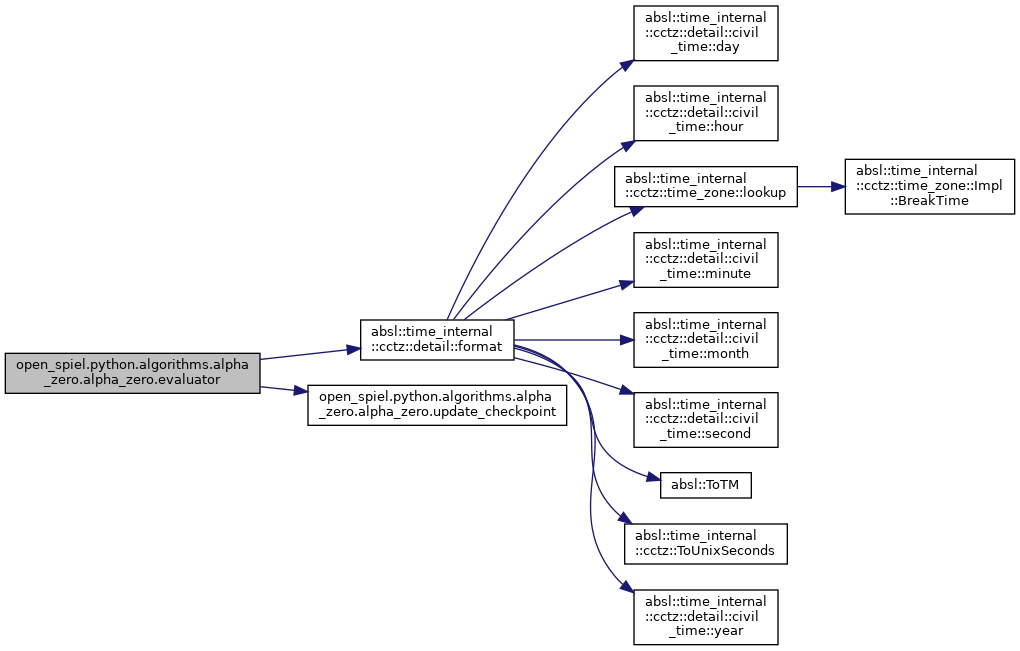 absl::time_internal
::cctz::detail::civil
_time::day
absl::time_internal
::cctz::detail::civil
_time::hour
absl::time_internal
::cctz::time_zone::lookup
absl::time_internal
::cctz::time_zone::Impl
::BreakTime
absl::time_internal
::cctz::detail::civil
_time::minute
absl::time_internal
::cctz::detail::format
absl::time_internal
::cctz::detail::civil
_time::month
open_spiel.python.algorithms.alpha
_zero.alpha_zero.evaluator
open_spiel.python.algorithms.alpha
_zero.alpha_zero.update_checkpoint
absl::time_internal
::cctz::detail::civil
_time::second
absl::ToTM
absl::time_internal
::cctz::ToUnixSeconds
absl::time_internal
::cctz::detail::civil
_time::year